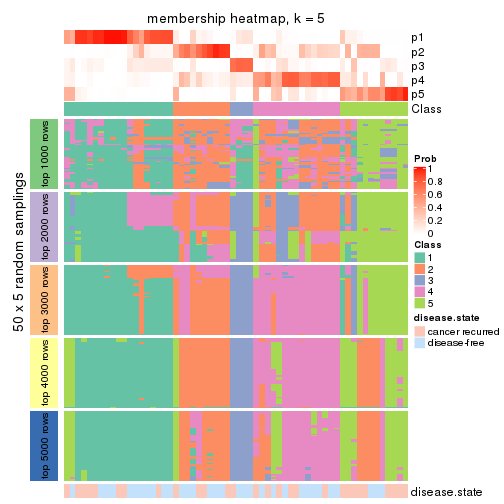 membership heatmap, k = 5
p1
p2
p3
p4
p5
Class
50 x 5 random samplings
top 1000 rows
top 2000 rows
top 3000 rows
top 4000 rows
top 5000 rows
disease.state
Prob
1
0.8
0.6
0.4
0.2
0
Class
1
2
3
4
5
disease.state
cancer recurred
disease-free